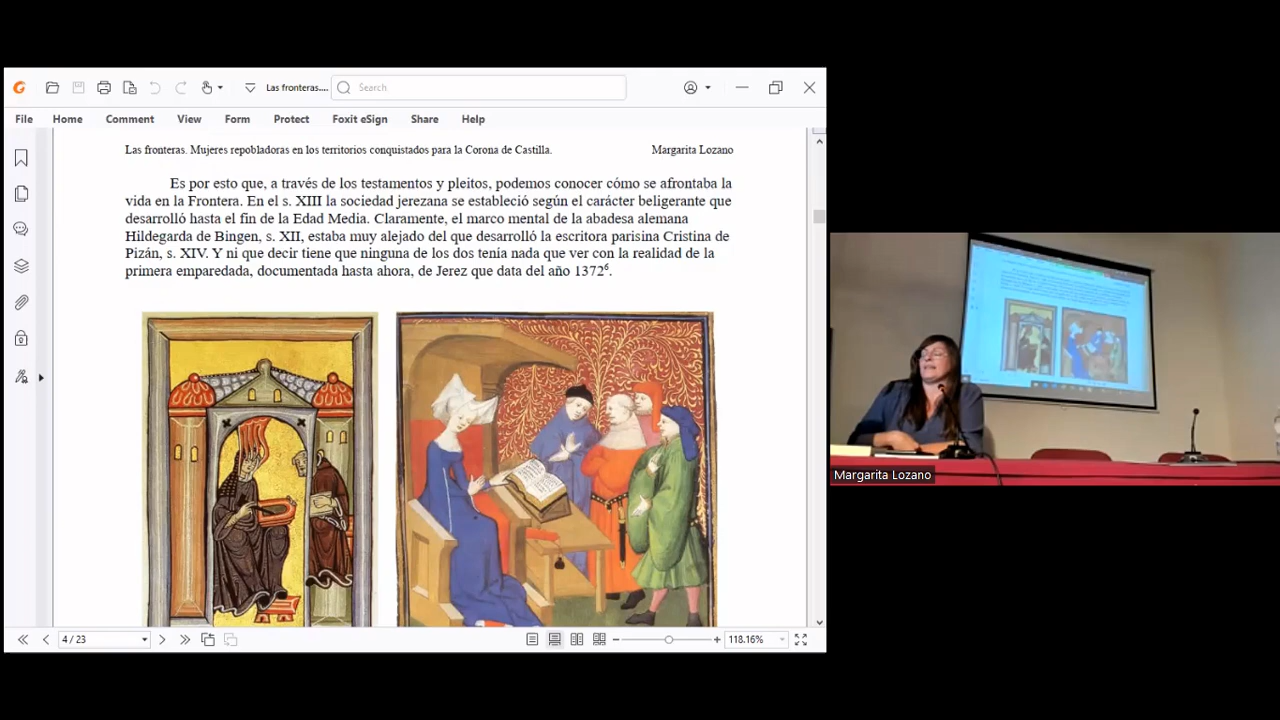 Las fronteras....
Search
File Home Comment View Form Protect Foxit eSign Share Help
Las fronteras. Mujeres repobladoras en los territorios conquistados para la Corona de Castilla. Margarita Lozano
Es por esto que, a través de los testamentos y pleitos, podemos conocer cómo se afrontaba la
vida en la Frontera. En el s. XIII la sociedad jerezana se estableció según el carácter beligerante que
desarrolló hasta el fin de la Edad Media. Claramente, el marco mental de la abadesa alemana
Hildegarda de Bingen, s. XII, estaba muy alejado del que desarrolló la escritora parisina Cristina de
Pizán, s. XIV. Y ni que decir tiene que ninguna de los dos tenía nada que ver con la realidad de la
primera emparedada, documentada hasta ahora, de Jerez que data del año 1372⁶.
4 / 23
118.16%
Margarita Lozano